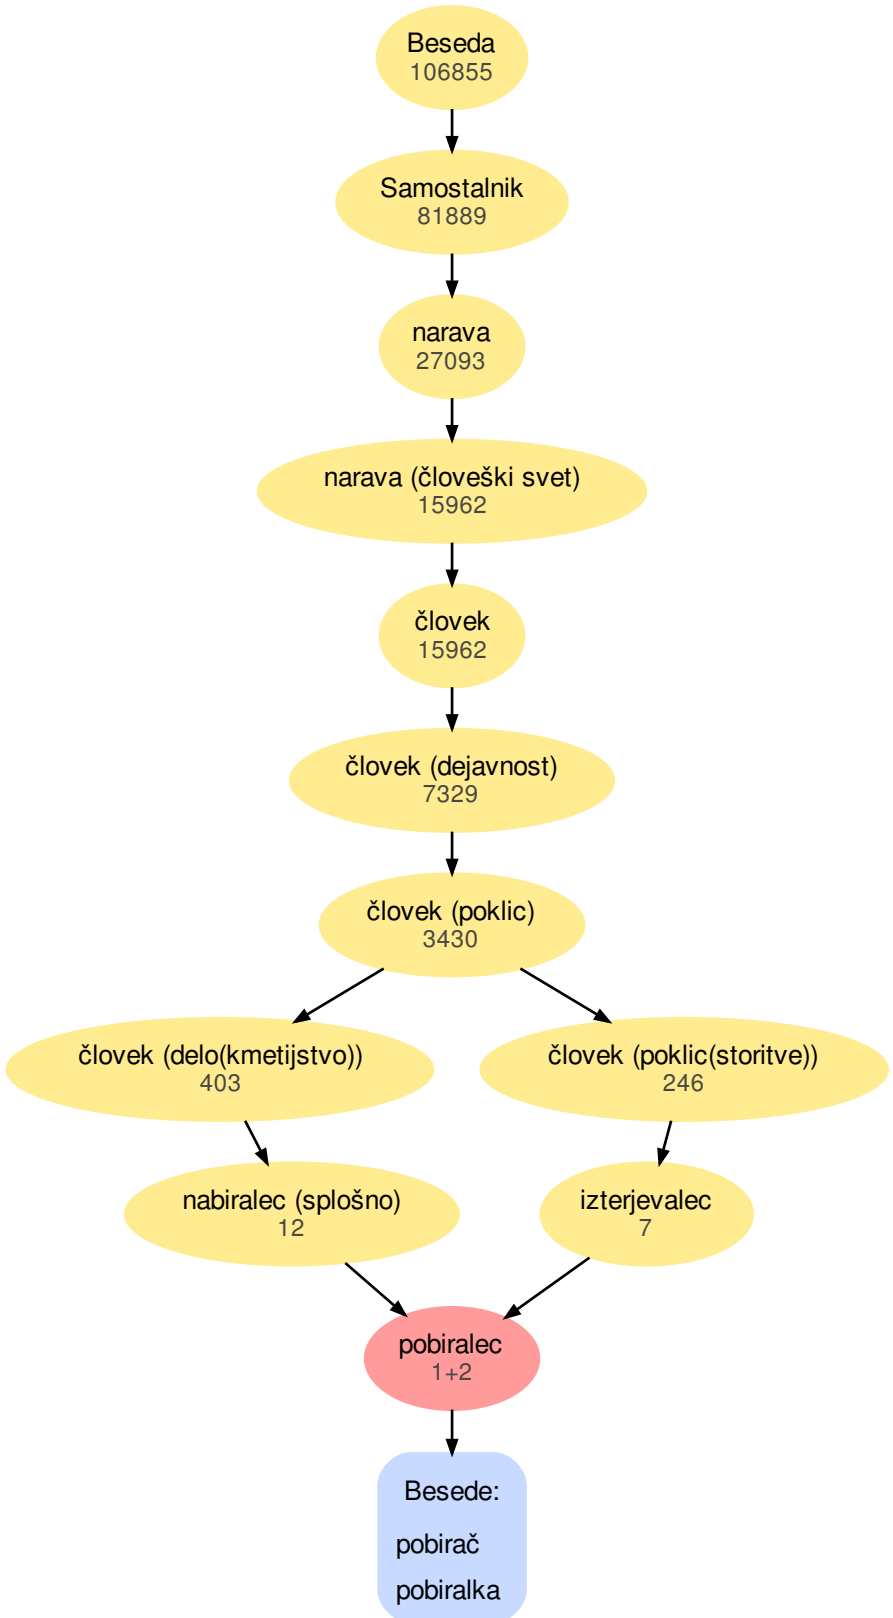 Beseda
106855
Samostalnik
81889
narava
27093
narava (človeški svet)
15962
človek
15962
človek (dejavnost)
7329
človek (poklic)
3430
človek (delo(kmetijstvo))
403
človek (poklic(storitve))
246
nabiralec (splošno)
12
izterjevalec
7
pobiralec
1+2
Besede:
pobirač
pobiralka